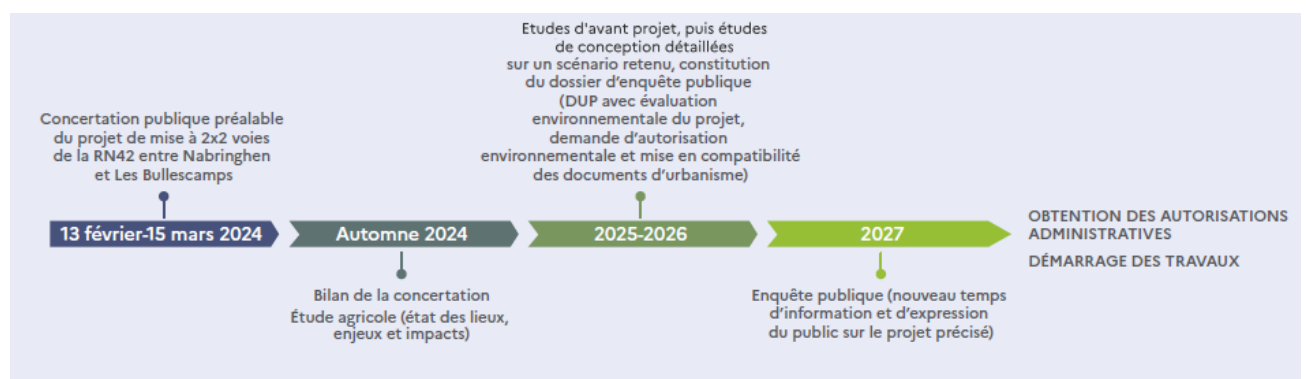 Etudes d'avant projet, puis études
de conception détaillées
sur un scénario retenu, constitution
du dossier d'enquête publique
(DUP avec évaluation
environnementale du projet,
demande d'autorisation
environnementale et mise en compatibilité
des documents d'urbanisme)
Concertation publique préalable
du projet de mise à 2x2 voies
de la RN42 entre Nabringhen
et Les Bullescamps
13 février-15 mars 2024
Automne 2024
2025-2026
2027
OBTENTION DES AUTORISATIONS
ADMINISTRATIVES
DÉMARRAGE DES TRAVAUX
Bilan de la concertation
Étude agricole (état des lieux,
enjeux et impacts)
Enquête publique (nouveau temps
d'information et d'expression
du public sur le projet précisé)